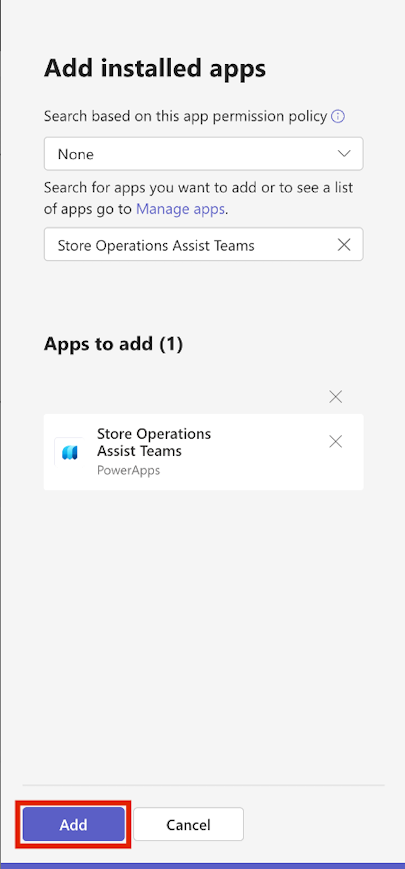 Add installed apps
Search based on this app permission policy
None
Search for apps you want to add or to see a list
of apps go to Manage apps.
Store Operations Assist Teams
Apps to add (1)
Store Operations
Assist Teams
PowerApps
Add
Cancel